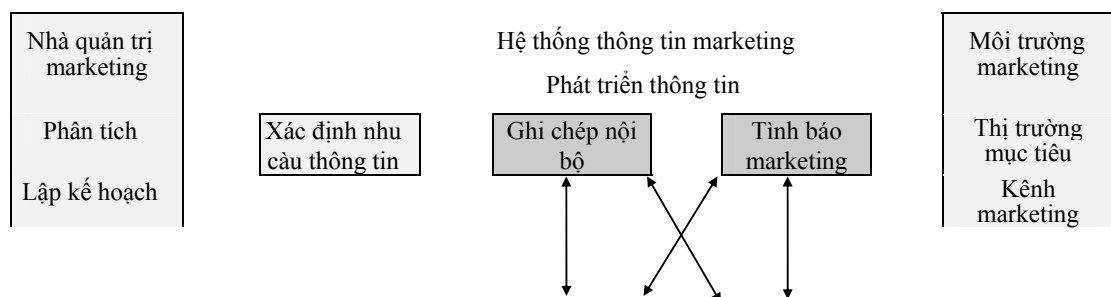 Nhà quản trị
marketing
Hệ thống thông tin marketing
Môi trường
marketing
Phát triển thông tin
Phân tích
Xác định nhu
càu thông tin
Ghi chép nội
bộ
Tình báo
marketing
Thị trường
mục tiêu
Lập kế hoạch
Kênh
marketing